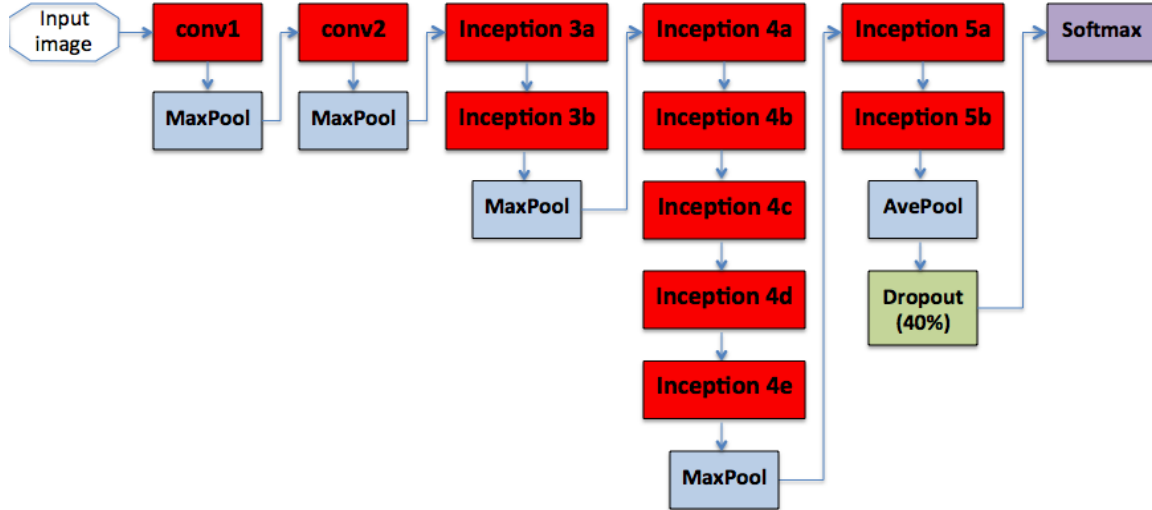 Input
image
conv1
MaxPool
conv2
MaxPool
Inception 3a
Inception 3b
MaxPool
Inception 4a
Inception 4b
Inception 4c
Inception 4d
Inception 4e
MaxPool
Inception 5a
Inception 5b
AvePool
Dropout
(40%)
Softmax